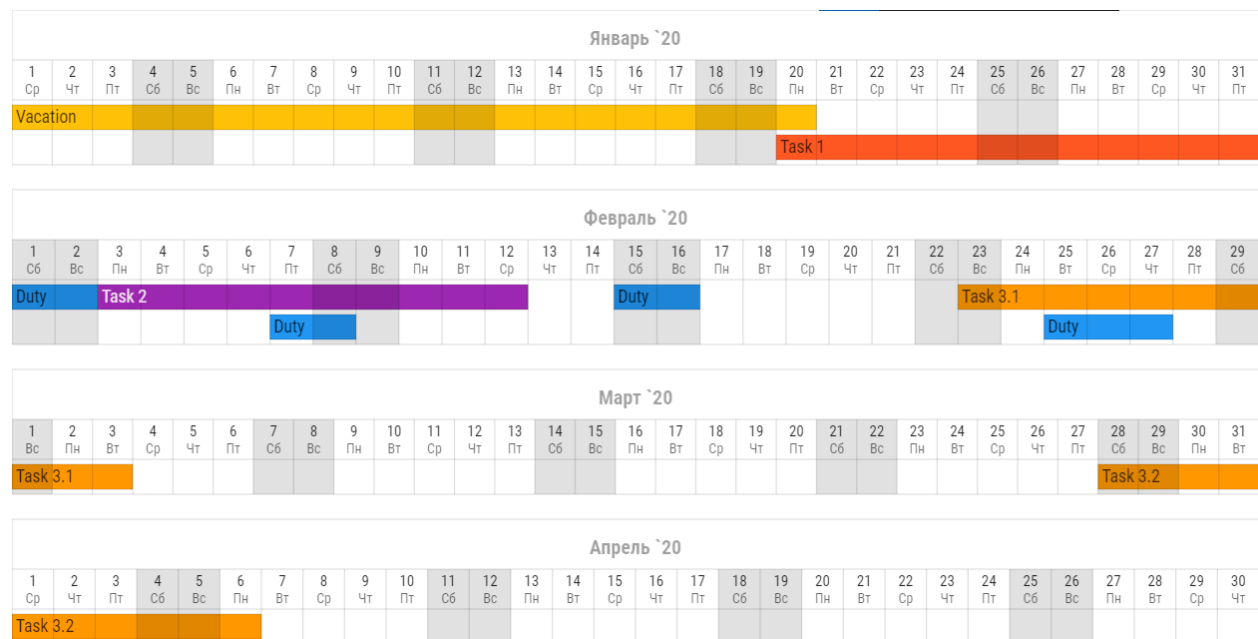 Январь `20
1 2 3 4 5 6 7 8 9 10 11 12 13 14 15 16 17 18 19 20 21 22 23 24 25 26 27 28 29 30 31
Ср Чт Пт Сб Вс Пн Вт Ср Чт Пт Сб Вс Пн Вт Ср Чт Пт Сб Вс Пн Вт Ср Чт Пт Сб Вс Пн Вт Ср Чт Пт
Vacation
Task 1
Февраль `20
1 2 3 4 5 6 7 8 9 10 11 12 13 14 15 16 17 18 19 20 21 22 23 24 25 26 27 28 29
Сб Вс Пн Вт Ср Чт Пт Сб Вс Пн Вт Ср Чт Пт Сб Вс Пн Вт Ср Чт Пт Сб Вс Пн Вт Ср Чт Пт Сб
Duty Task 2 Duty Task 3.1
Duty Duty
Март `20
1 2 3 4 5 6 7 8 9 10 11 12 13 14 15 16 17 18 19 20 21 22 23 24 25 26 27 28 29 30 31
Вс Пн Вт Ср Чт Пт Сб Вс Пн Вт Ср Чт Пт Сб Вс Пн Вт Ср Чт Пт Сб Вс Пн Вт Ср Чт Пт Сб Вс Пн Вт
Task 3.1 Task 3.2
Апрель `20
1 2 3 4 5 6 7 8 9 10 11 12 13 14 15 16 17 18 19 20 21 22 23 24 25 26 27 28 29 30
Ср Чт Пт Сб Вс Пн Вт Ср Чт Пт Сб Вс Пн Вт Ср Чт Пт Сб Вс Пн Вт Ср Чт Пт Сб Вс Пн Вт Ср Чт
Task 3.2